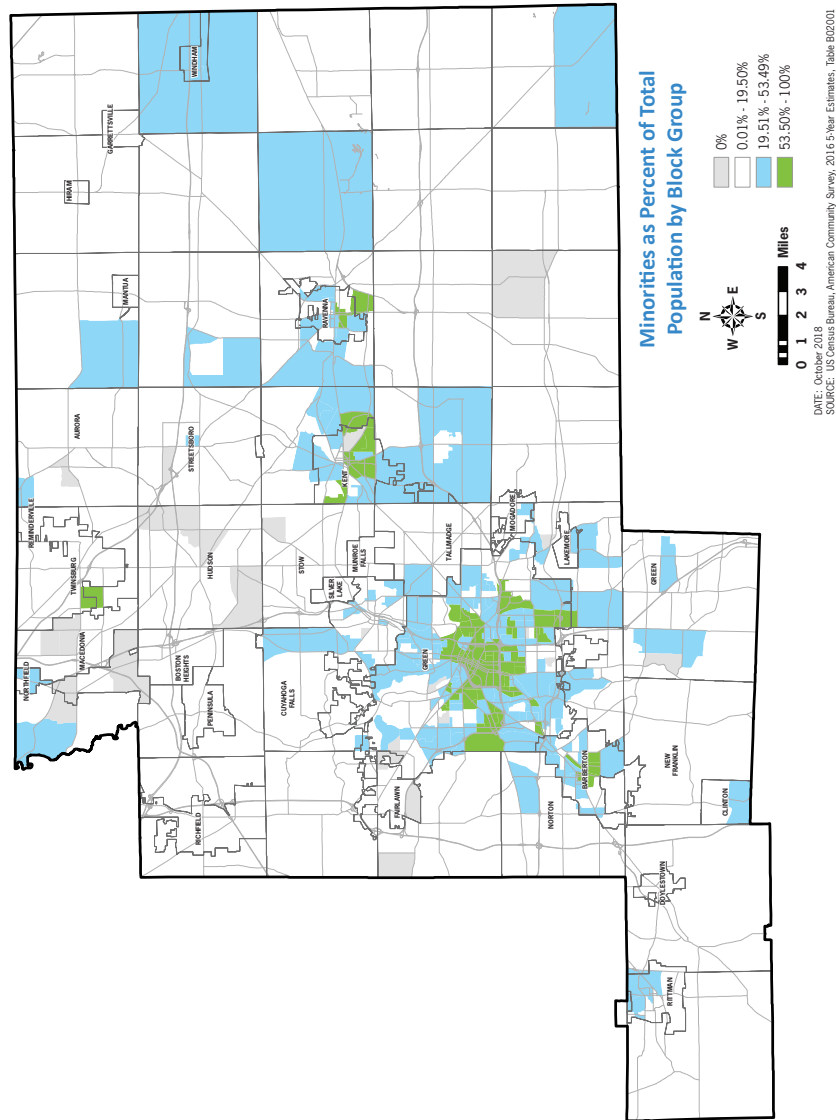 NORTHFIELD
MACEDONIA
TWINSBURG
REMINDERVILLE
AURORA
MANTUA
HIRAM
GARRETTSVILLE
WINDHAM
RICHFIELD
PENINSULA
BOSTON
HEIGHTS
HUDSON
STREETSBORO
CUYAHOGA
FALLS
STOW
SILVER
LAKE
MUNROE
FALLS
KENT
RAVENNA
FAIRLAWN
GREEN
TALLMADGE
MOGADORE
NORTON
BARBERTON
LAKEMORE
NEW
FRANKLIN
GREEN
CLINTON
DOYLESTOWN
RITTMAN
Minorities as Percent of Total
Population by Block Group
N
W E
S
0%
0.01% - 19.50%
19.51% - 53.49%
53.50% - 100%
0 1 2 3 4
Miles
DATE: October 2018
SOURCE: US Census Bureau, American Community Survey, 2016 5-Year Estimates, Table B02001